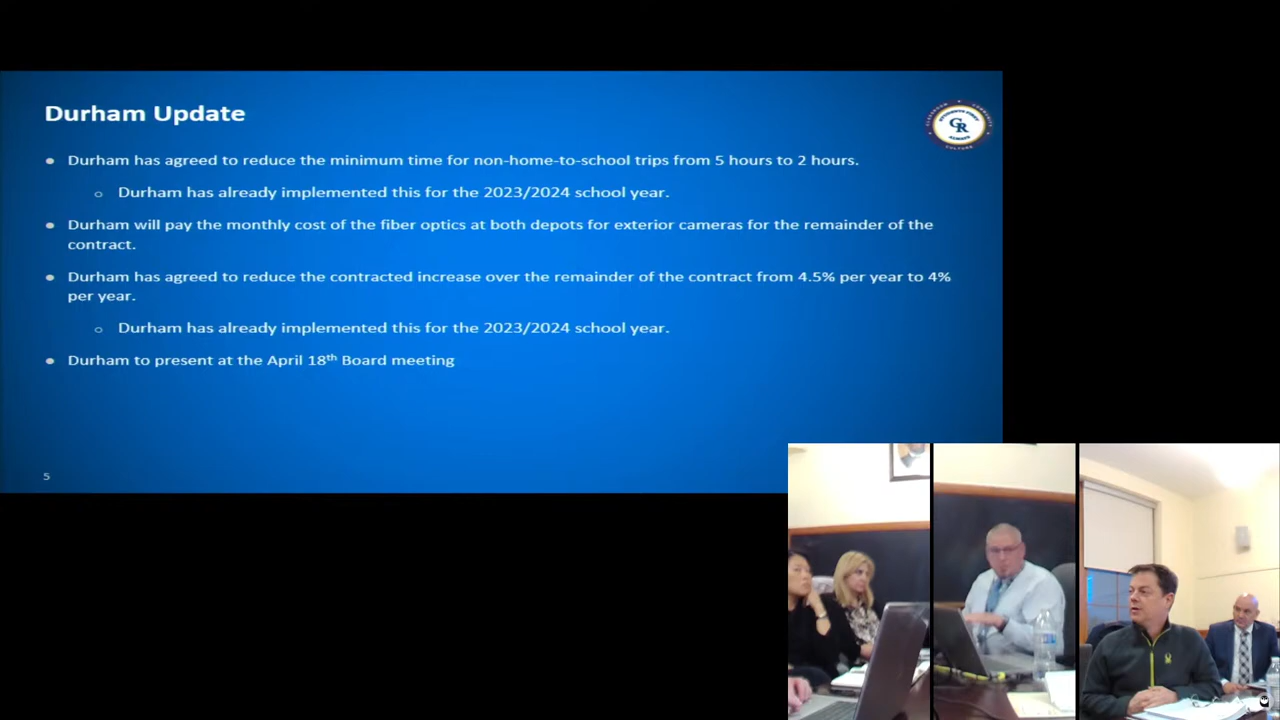 Durham Update
Durham has agreed to reduce the minimum time for non-home-to-school trips from 5 hours to 2 hours.
Durham has already implemented this for the 2023/2024 school year.
Durham will pay the monthly cost of the fiber optics at both depots for exterior cameras for the remainder of the
contract.
Durham has agreed to reduce the contracted increase over the remainder of the contract from 4.5% per year to 4%
per year.
Durham has already implemented this for the 2023/2024 school year.
Durham to present at the April 18th Board meeting
5
STUDENTS FIRST
GR
ALWAYS
CULTURE